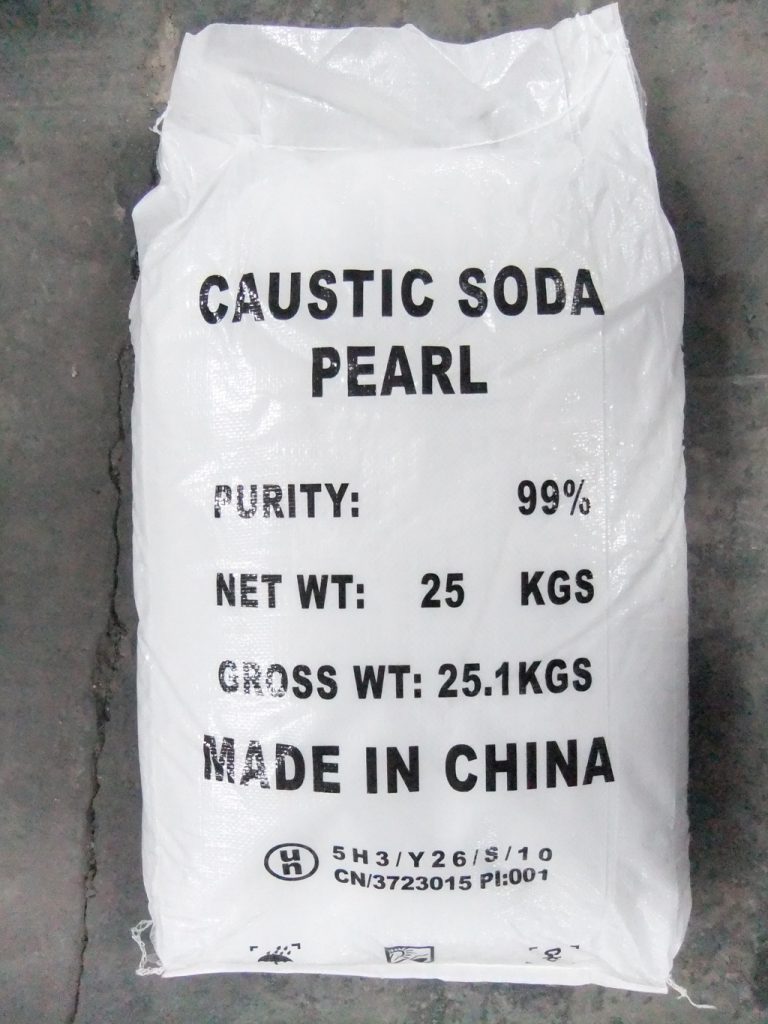 CAUSTIC SODA
PEARL
PURITY: 99%
NET WT: 25 KGS
GROSS WT: 25.1KGS
MADE IN CHINA
un 5H3/Y26/S/10
CN/3723015 PI:001